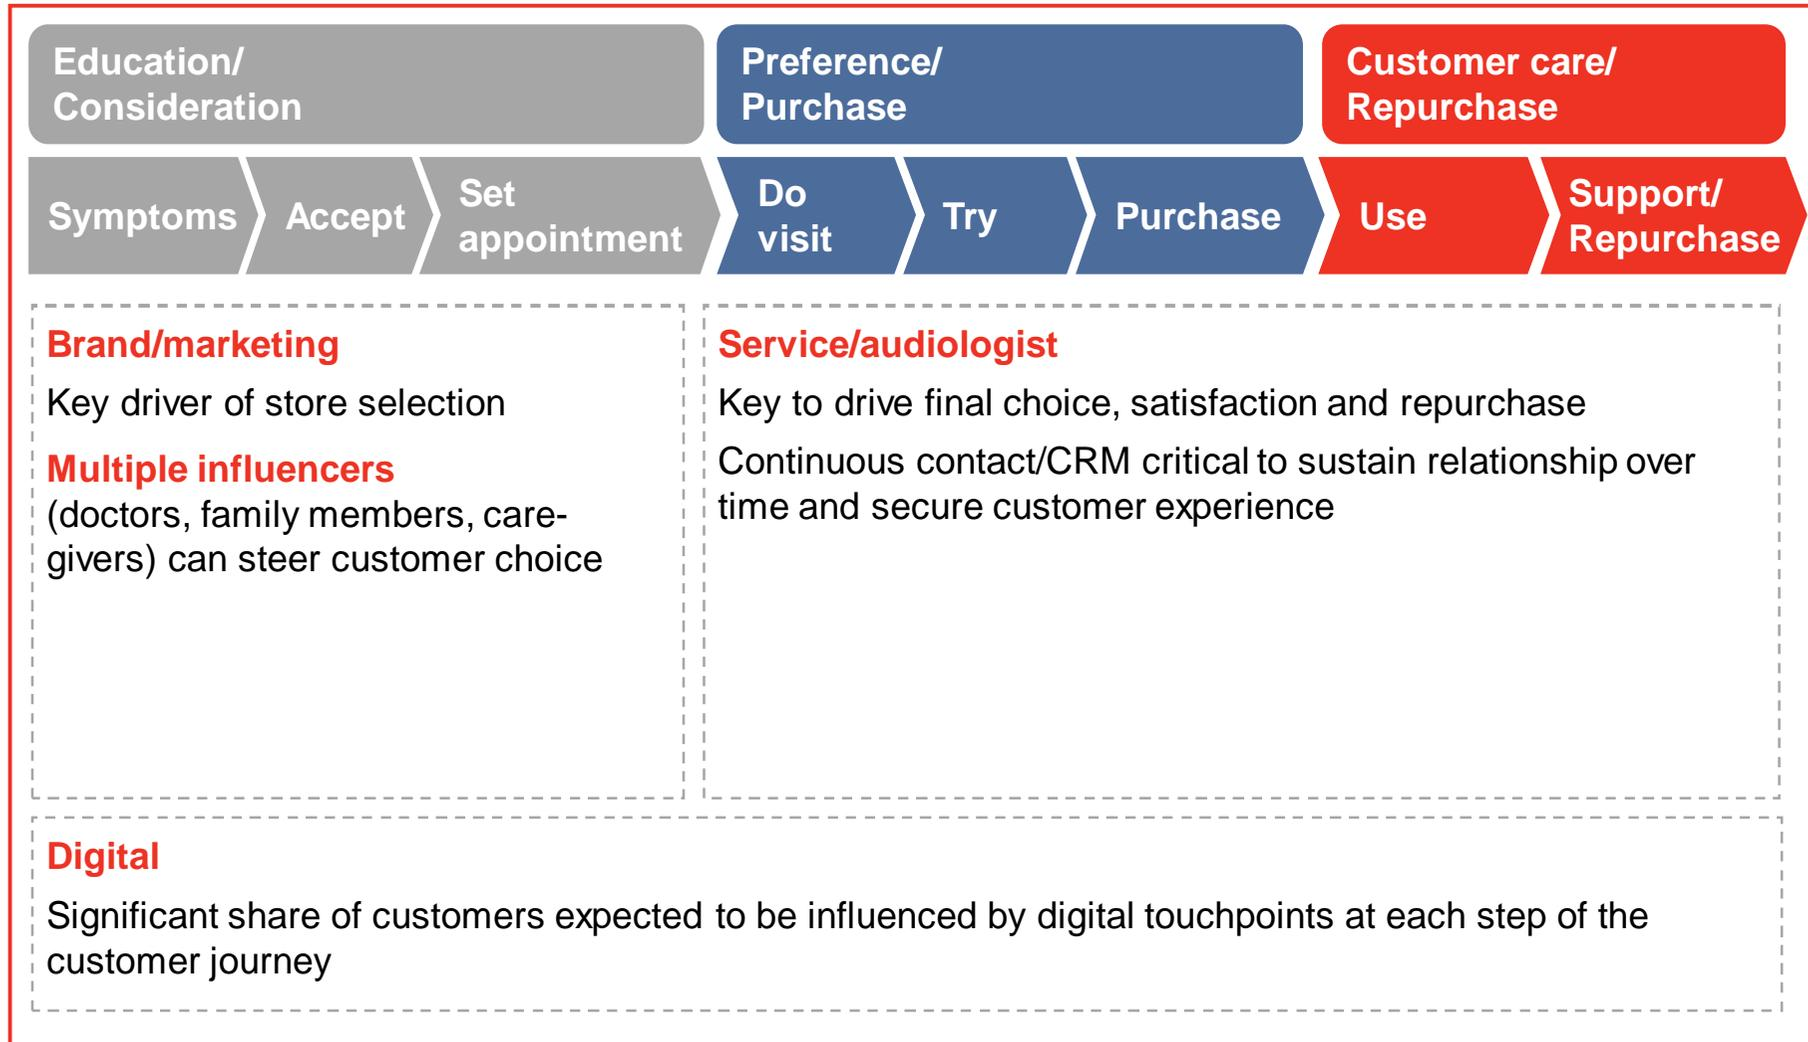 Education/
Consideration
Preference/
Purchase
Customer care/
Repurchase
Symptoms
Accept
Set
appointment
Do
visit
Try
Purchase
Use
Support/
Repurchase
Brand/marketing
Key driver of store selection
Multiple influencers
(doctors, family members, care-
givers) can steer customer choice
Service/audiologist
Key to drive final choice, satisfaction and repurchase
Continuous contact/CRM critical to sustain relationship over
time and secure customer experience
Digital
Significant share of customers expected to be influenced by digital touchpoints at each step of the
customer journey